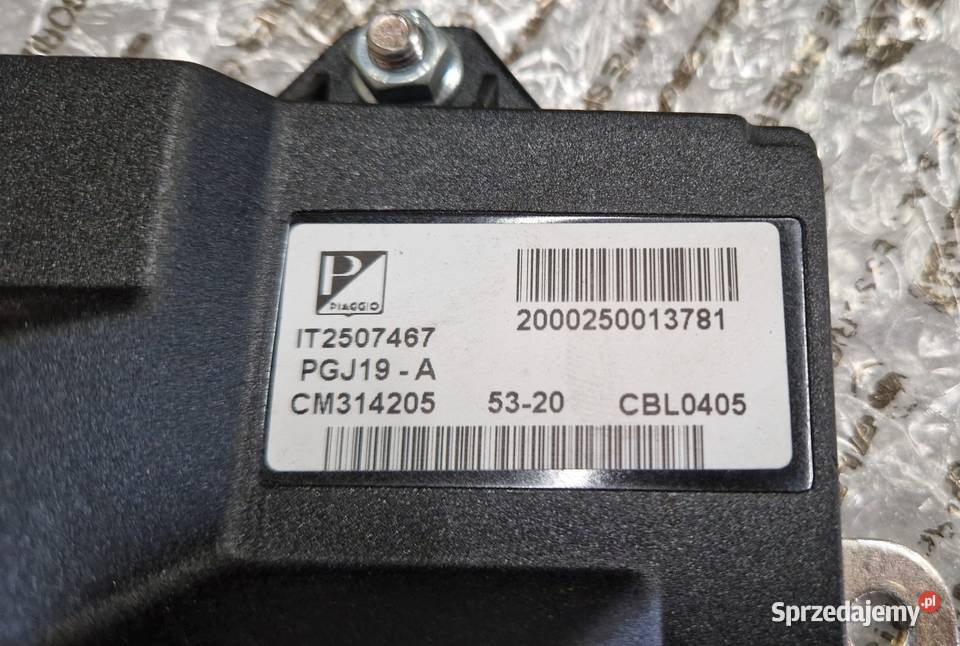 P
PIAGGIO
2000250013781
IT2507467
PGJ19 - A
CM314205 53-20 CBL0405
Sprzedajemy.pl